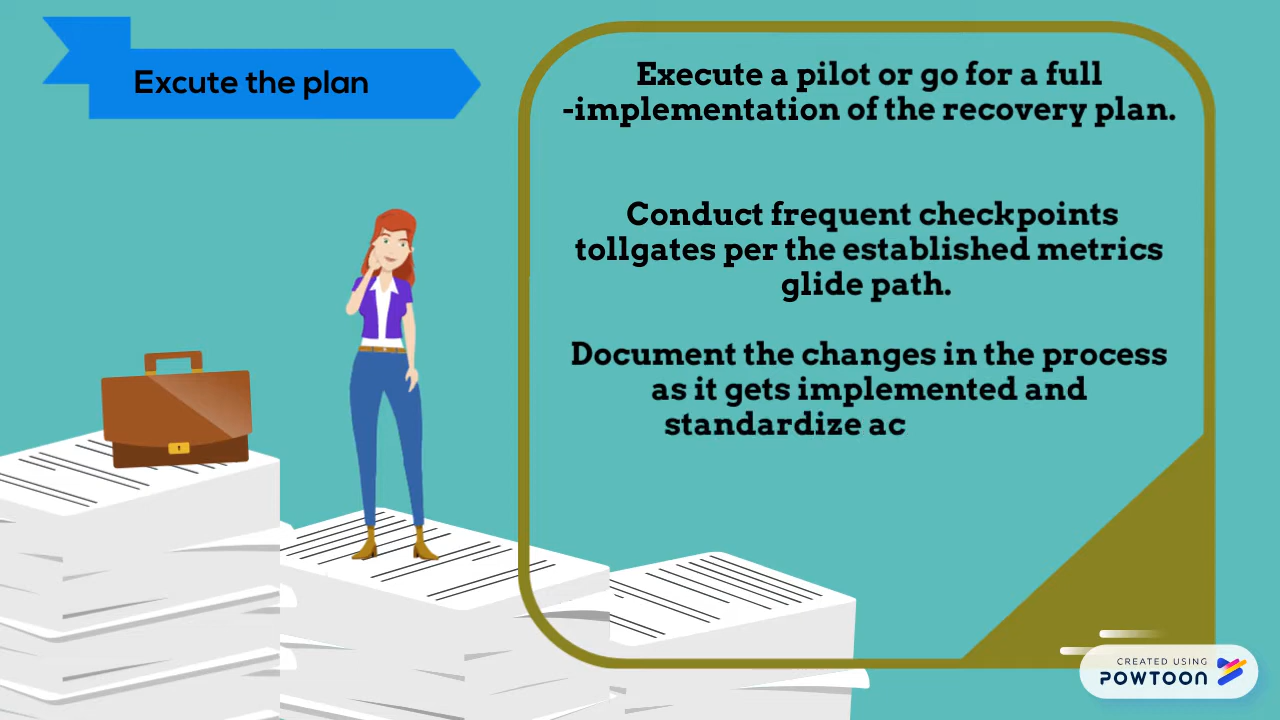 Excute the plan
Execute a pilot or go for a full
-implementation of the recovery plan.
Conduct frequent checkpoints
tollgates per the established metrics
glide path.
Document the changes in the process
as it gets implemented and
standardize ac
CREATED USING
POWTOON